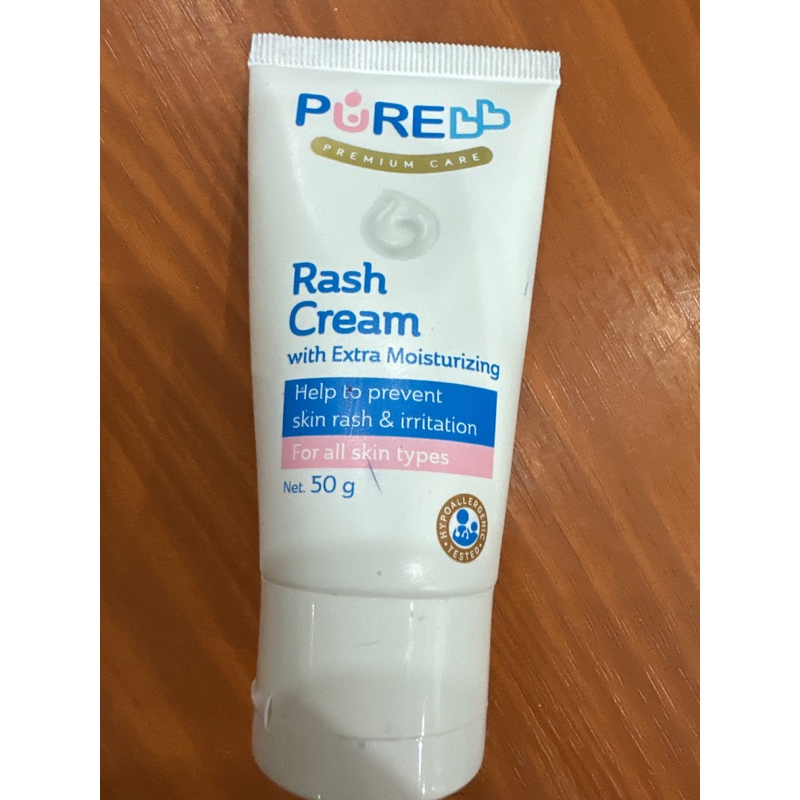 PUREBB
PREMIUM CARE
Rash
Cream
with Extra Moisturizing
Help to prevent
skin rash & irritation
For all skin types
Net. 50 g
HYPOALLERGENIC
• TESTED •